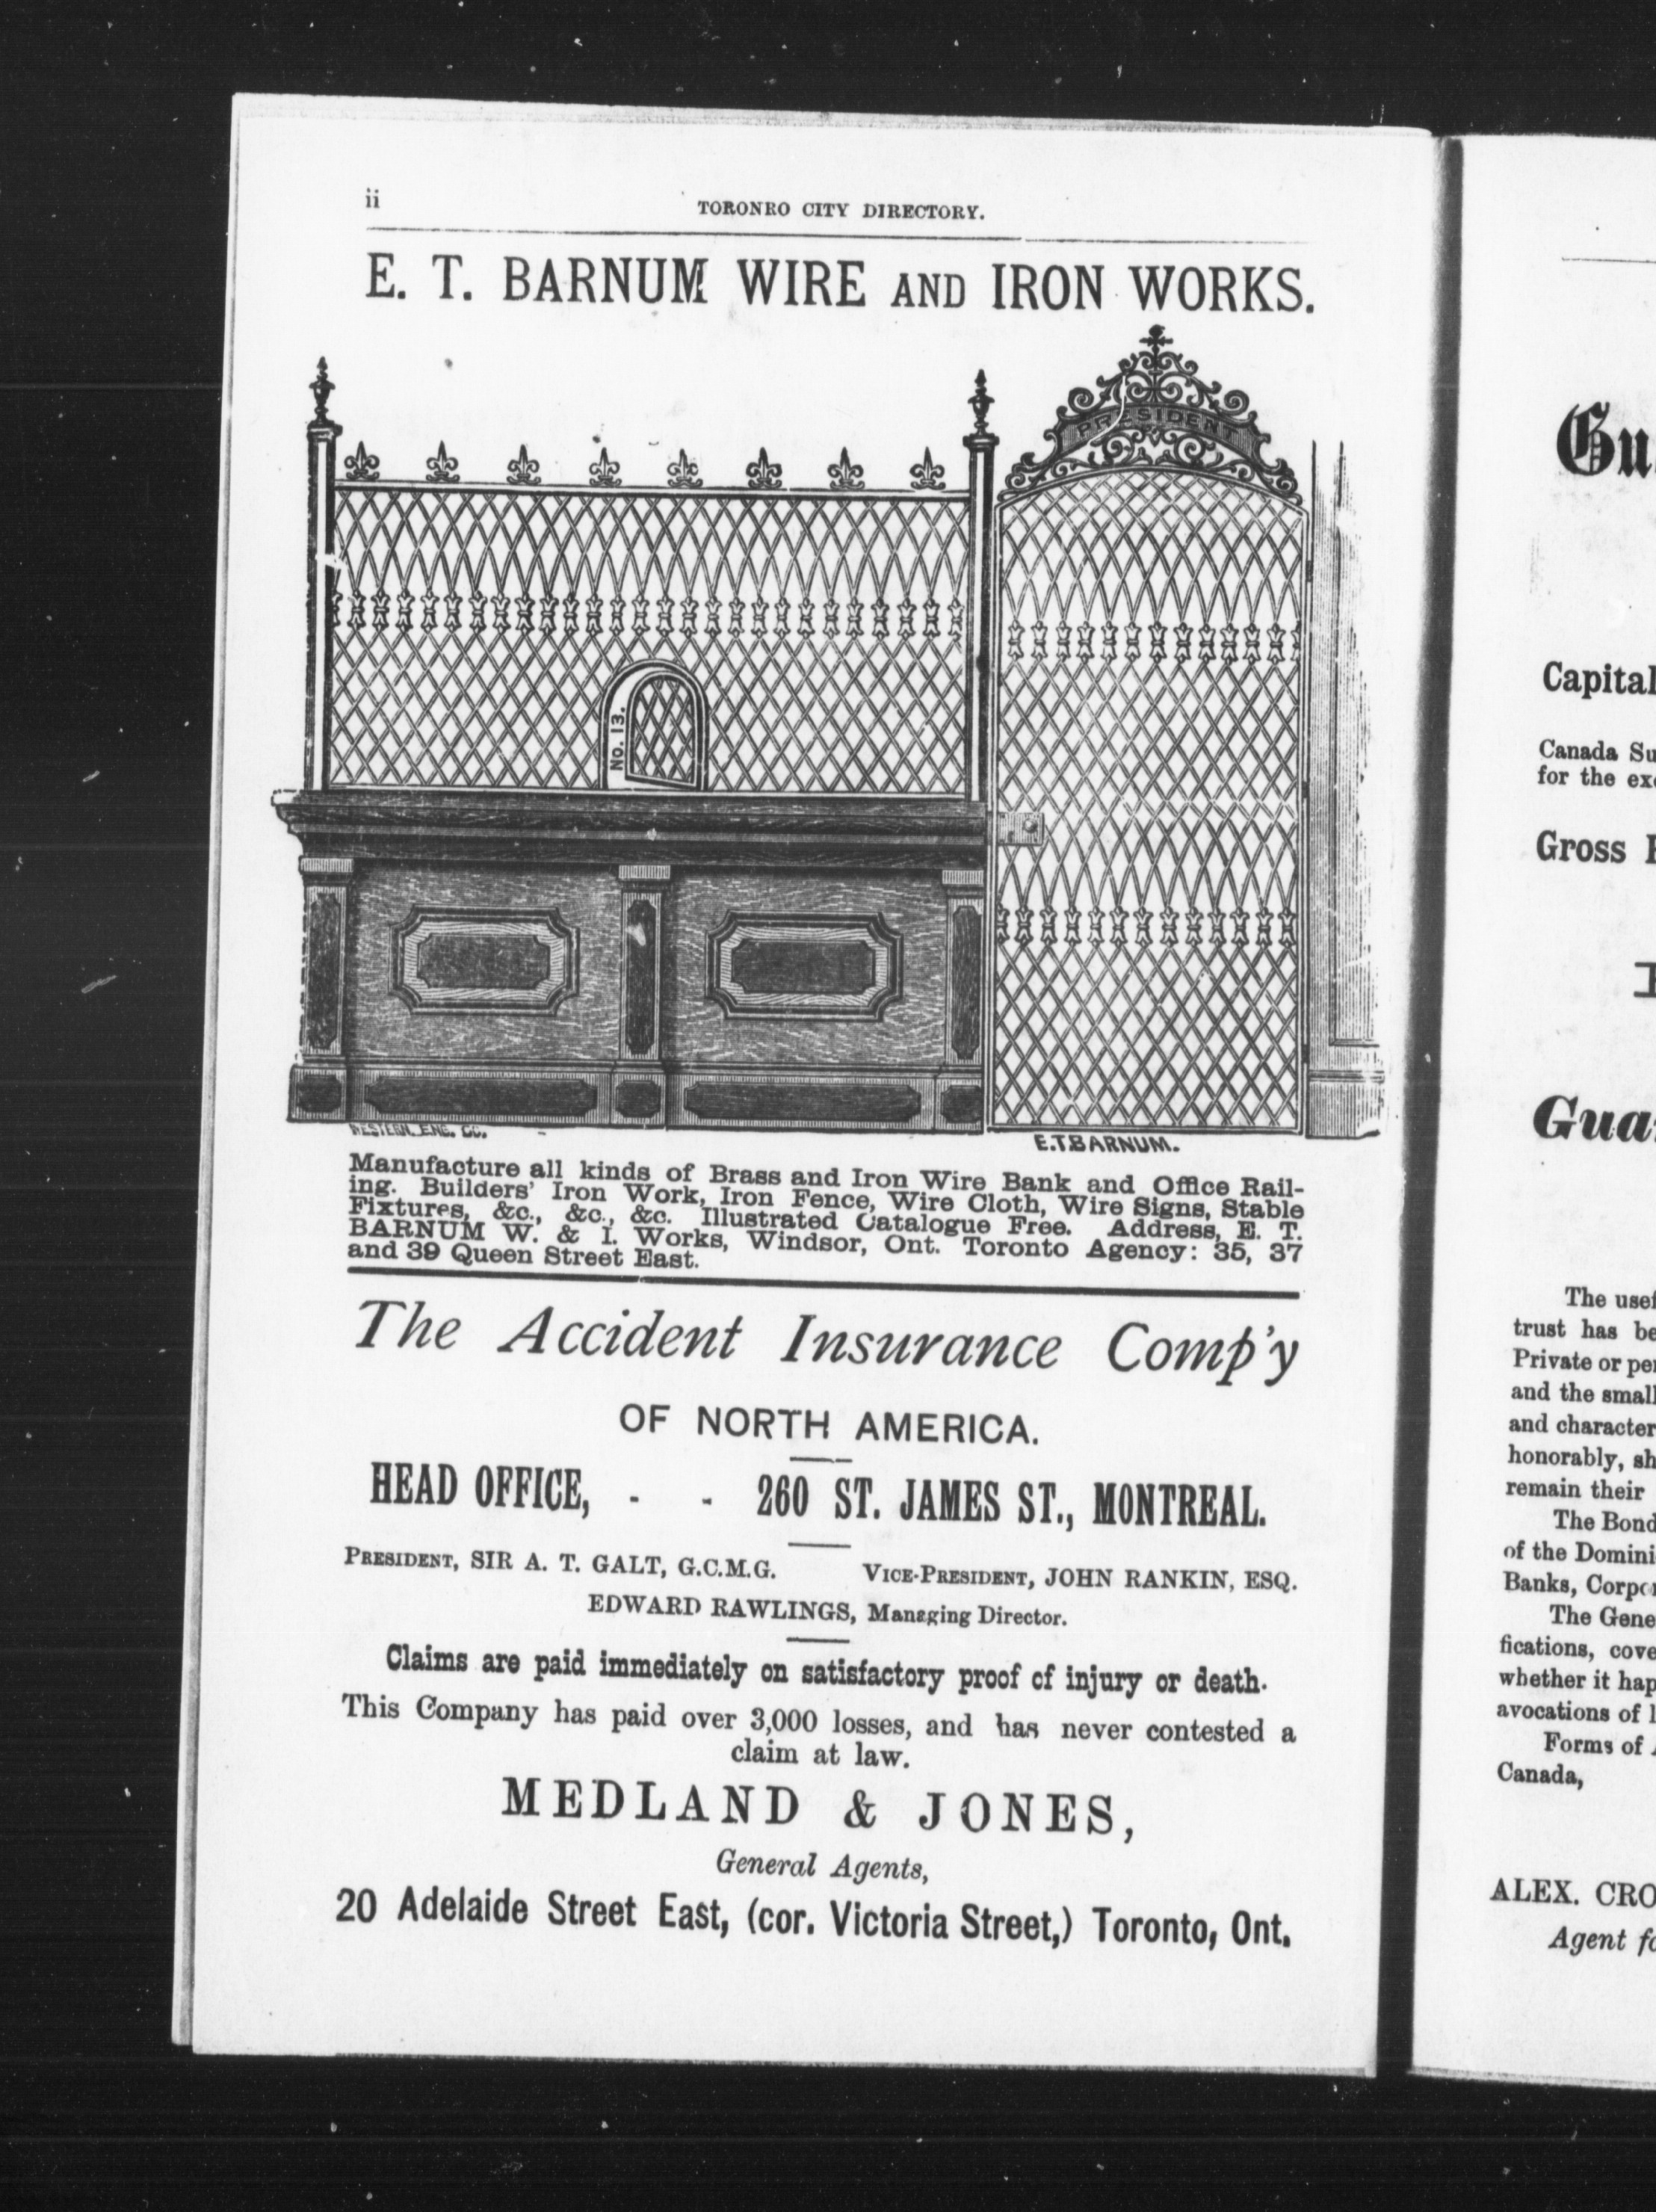 ii
TORONRO CITY DIRECTORY.
E. T. BARNUM WIRE AND IRON WORKS.
PRESIDENT
No. 13.
WESTERN ENG. CO.
E.T.BARNUM.
Manufacture all kinds of Brass and Iron Wire Bank and Office Rail-
ing. Builders' Iron Work, Iron Fence, Wire Cloth, Wire Signs, Stable
Fixtures, &c., &c., &c. Illustrated Catalogue Free. Address, E. T.
BARNUM W. & I. Works, Windsor, Ont. Toronto Agency: 35, 37
and 39 Queen Street East.
The Accident Insurance Comp'y
OF NORTH AMERICA.
HEAD OFFICE, - - 260 ST. JAMES ST., MONTREAL.
PRESIDENT, SIR A. T. GALT, G.C.M.G. VICE-PRESIDENT, JOHN RANKIN, ESQ.
EDWARD RAWLINGS, Managing Director.
Claims are paid immediately on satisfactory proof of injury or death.
This Company has paid over 3,000 losses, and has never contested a
claim at law.
MEDLAND & JONES,
General Agents,
20 Adelaide Street East, (cor. Victoria Street,) Toronto, Ont.
Capital
Canada
for the
Gross
The
trust has
Private or
and the
and character
honorably,
remain their
The
of the
Banks,
The
whether it
avocations of
Forms of
Canada,
ALEX.
Agent